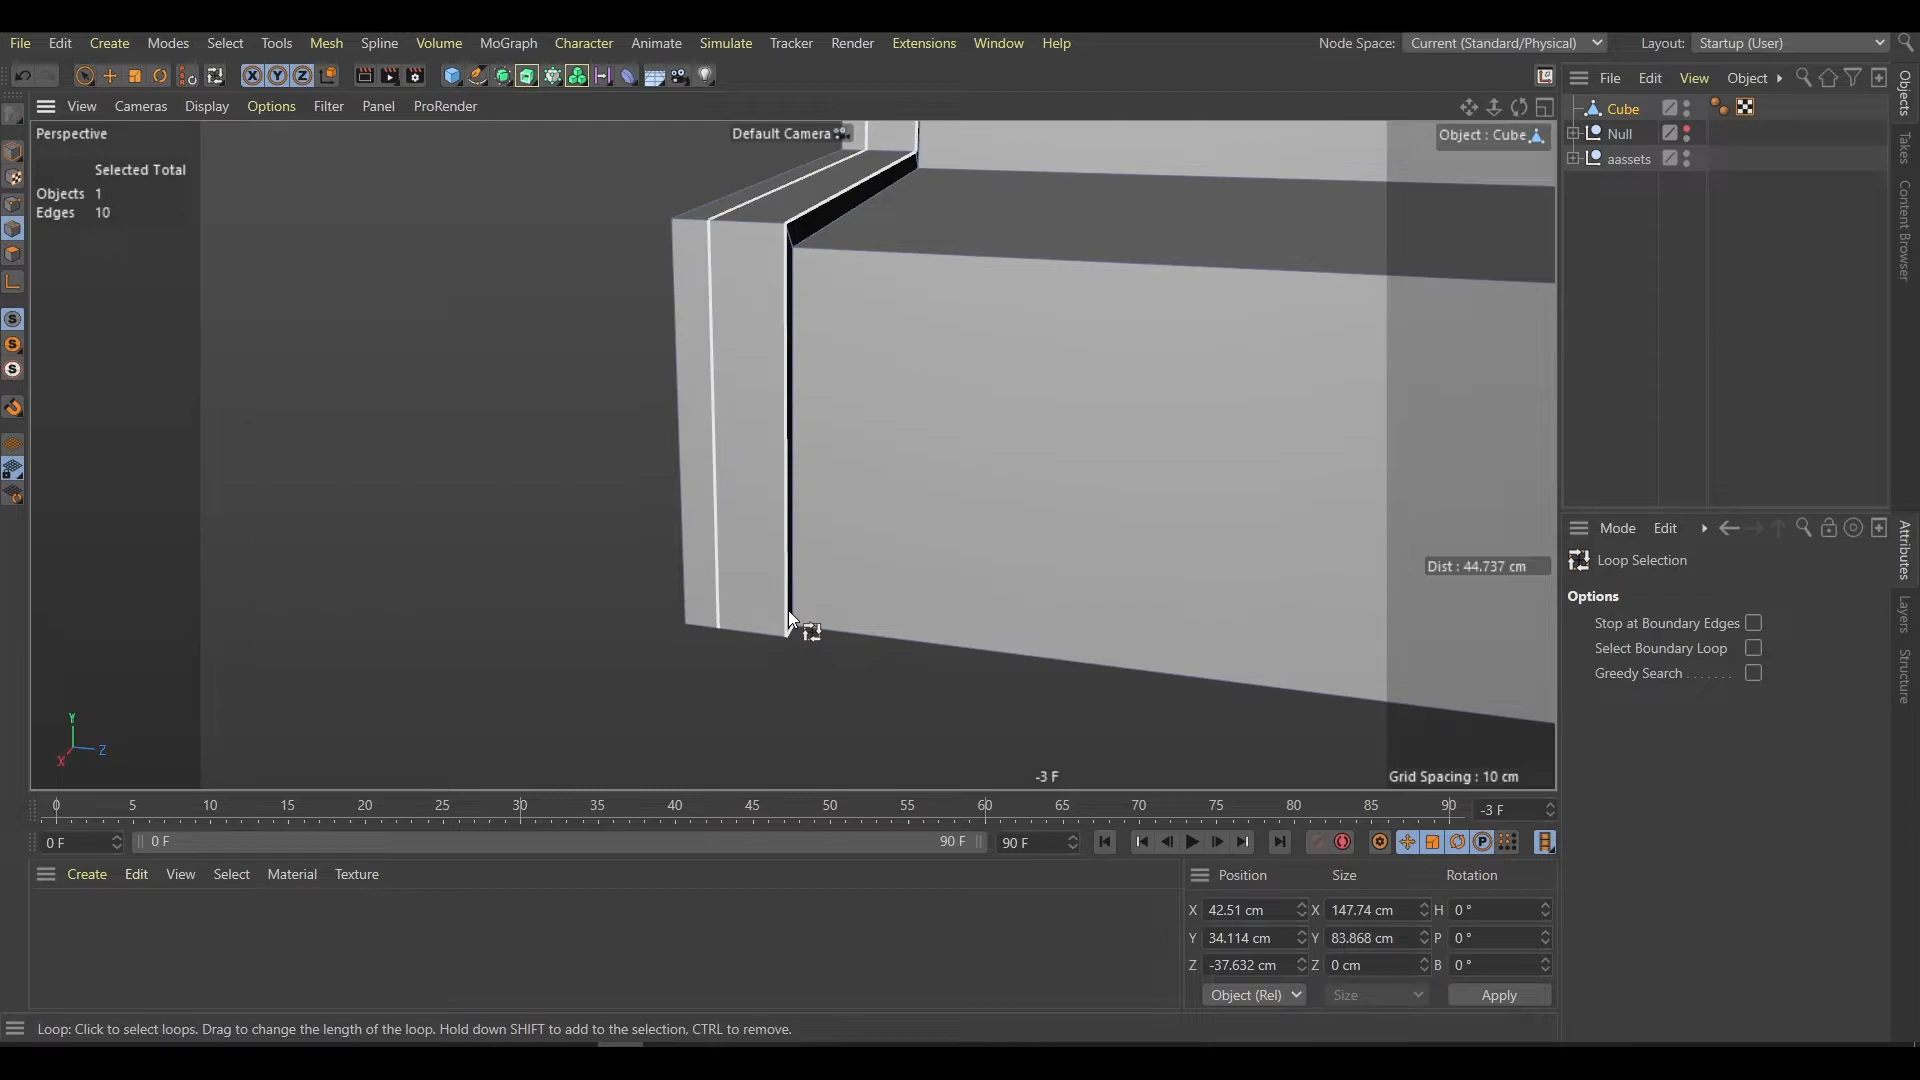 File Edit Create Modes Select Tools Mesh Spline Volume MoGraph Character Animate Simulate Tracker Render Extensions Window Help Node Space: Current (Standard/Physical) Layout: Startup (User)
X Y Z
File Edit View Object
View Cameras Display Options Filter Panel ProRender
Perspective
Default Camera
Object : Cube
Selected Total
Objects 1
Edges 10
Cube
Null
aassets
Objects
Takes
Content Browser
Mode Edit
Loop Selection
Options
Stop at Boundary Edges
Select Boundary Loop
Greedy Search . . . . . . .
Attributes
Layers
Structure
Dist : 44.737 cm
Y
Z
X
-3 F
Grid Spacing : 10 cm
0 5 10 15 20 25 30 35 40 45 50 55 60 65 70 75 80 85 90 -3 F
0 F 0 F 90 F 90 F
P
Create Edit View Select Material Texture
Position Size Rotation
X 42.51 cm X 147.74 cm H 0 °
Y 34.114 cm Y 83.868 cm P 0 °
Z -37.632 cm Z 0 cm B 0 °
Object (Rel) Size Apply
Loop: Click to select loops. Drag to change the length of the loop. Hold down SHIFT to add to the selection, CTRL to remove.